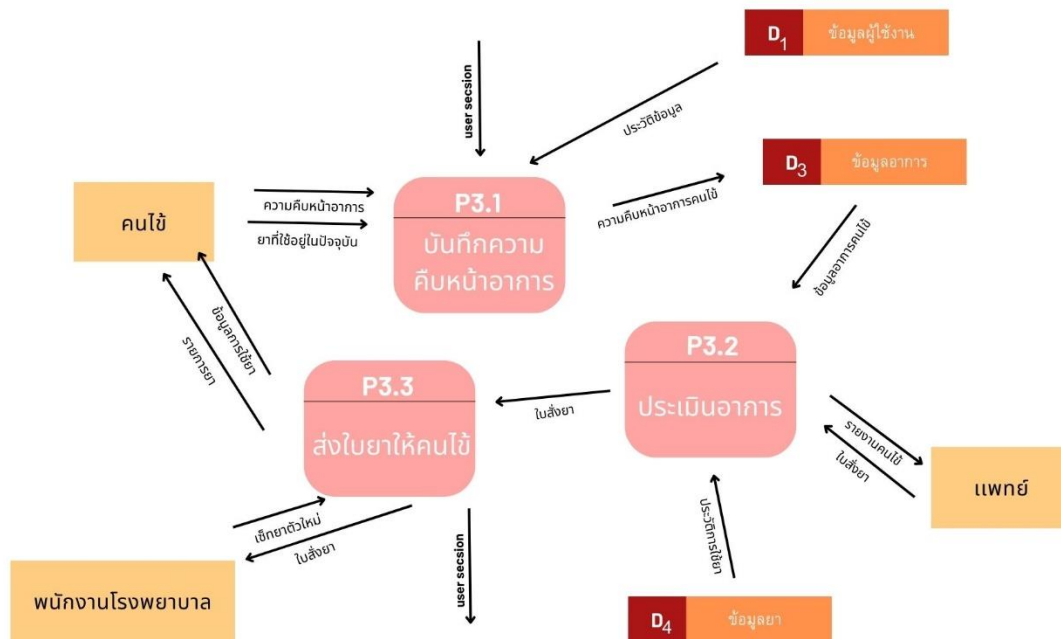 D1 ข้อมูลผู้ใช้งาน
user secsion
ประวัติข้อมูล
D3 ข้อมูลอาการ
คนไข้
ความคืบหน้าอาการ
ยาที่ใช้อยู่ในปัจจุบัน
P3.1
บันทึกความ
คืบหน้าอาการ
ความคืบหน้าอาการคนไข้
ข้อมูลอาการคนไข้
ข้อมูลการใช้ยา
รายการยา
P3.3
ส่งใบยาให้คนไข้
ใบสั่งยา
P3.2
ประเมินอาการ
รายงานคนไข้
ใบสั่งยา
แพทย์
เซ็ทยาตัวใหม่
ใบสั่งยา
พนักงานโรงพยาบาล
user secsion
ประวัติการใช้ยา
D4 ข้อมูลยา